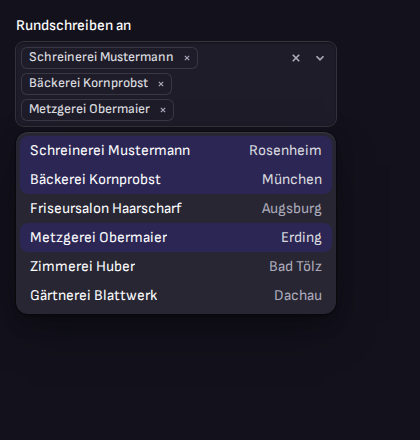 Rundschreiben an
Schreinerei Mustermann ×
Bäckerei Kornprobst ×
Metzgerei Obermaier ×
Schreinerei Mustermann Rosenheim
Bäckerei Kornprobst München
Friseursalon Haarscharf Augsburg
Metzgerei Obermaier Erding
Zimmerei Huber Bad Tölz
Gärtnerei Blattwerk Dachau